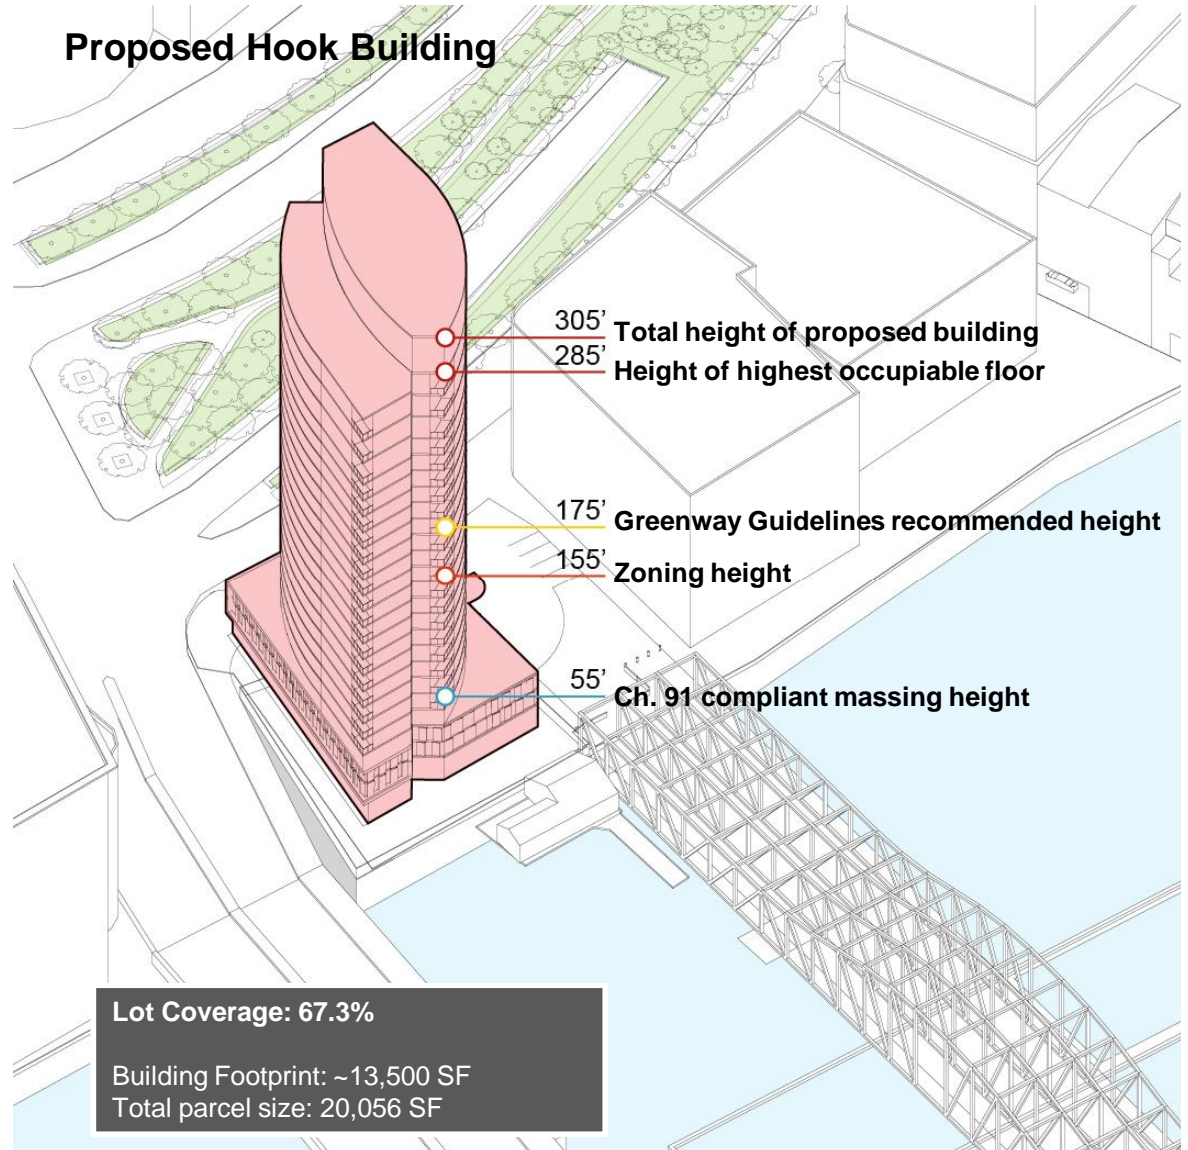 Proposed Hook Building
305’ Total height of proposed building
285’ Height of highest occupiable floor
175’ Greenway Guidelines recommended height
155’ Zoning height
55’ Ch. 91 compliant massing height
Lot Coverage: 67.3%
Building Footprint: ~13,500 SF
Total parcel size: 20,056 SF